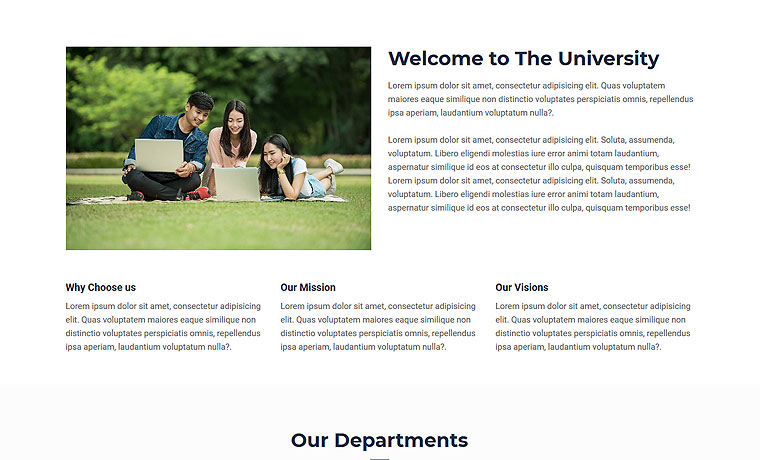 Welcome to The University
Lorem ipsum dolor sit amet, consectetur adipisicing elit. Quas voluptatem
maiores eaque similique non distinctio voluptates perspiciatis omnis, repellendus
ipsa aperiam, laudantium voluptatum nulla?.
Lorem ipsum dolor sit amet, consectetur adipisicing elit. Soluta, assumenda,
voluptatum. Libero eligendi molestias iure error animi totam laudantium,
aspernatur similique id eos at consectetur illo culpa, quisquam temporibus esse!
Lorem ipsum dolor sit amet, consectetur adipisicing elit. Soluta, assumenda,
voluptatum. Libero eligendi molestias iure error animi totam laudantium,
aspernatur similique id eos at consectetur illo culpa, quisquam temporibus esse!
Why Choose us
Lorem ipsum dolor sit amet, consectetur adipisicing
elit. Quas voluptatem maiores eaque similique non
distinctio voluptates perspiciatis omnis, repellendus
ipsa aperiam, laudantium voluptatum nulla?.
Our Mission
Lorem ipsum dolor sit amet, consectetur adipisicing
elit. Quas voluptatem maiores eaque similique non
distinctio voluptates perspiciatis omnis, repellendus
ipsa aperiam, laudantium voluptatum nulla?.
Our Visions
Lorem ipsum dolor sit amet, consectetur adipisicing
elit. Quas voluptatem maiores eaque similique non
distinctio voluptates perspiciatis omnis, repellendus
ipsa aperiam, laudantium voluptatum nulla?.
Our Departments